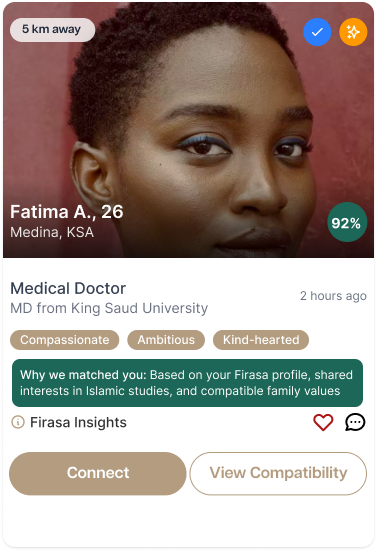 5 km away
Fatima A., 26
Medina, KSA
92%
Medical Doctor
MD from King Saud University
2 hours ago
Compassionate
Ambitious
Kind-hearted
Why we matched you: Based on your Firasa profile, shared
interests in Islamic studies, and compatible family values
Firasa Insights
Connect
View Compatibility